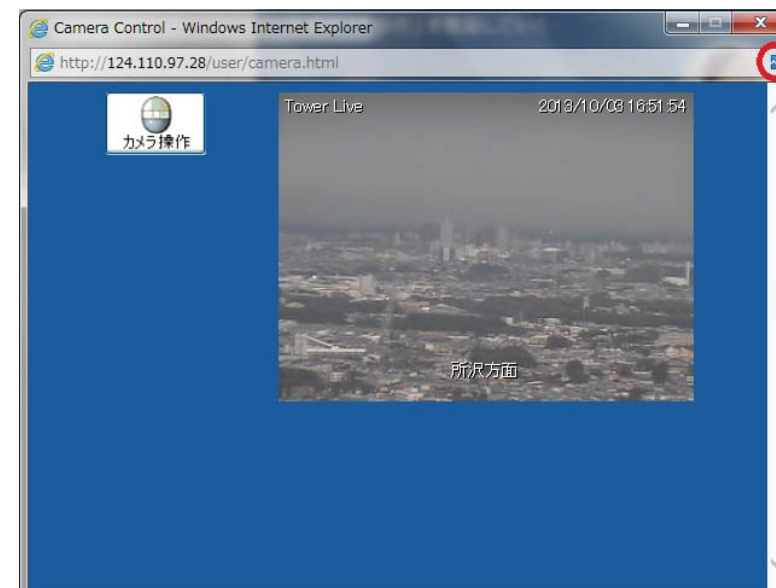 Camera Control - Windows Internet Explorer
http://124.110.97.28/user/camera.html
カメラ操作
Tower Live 2013/10/03 16:51:54
所沢方面